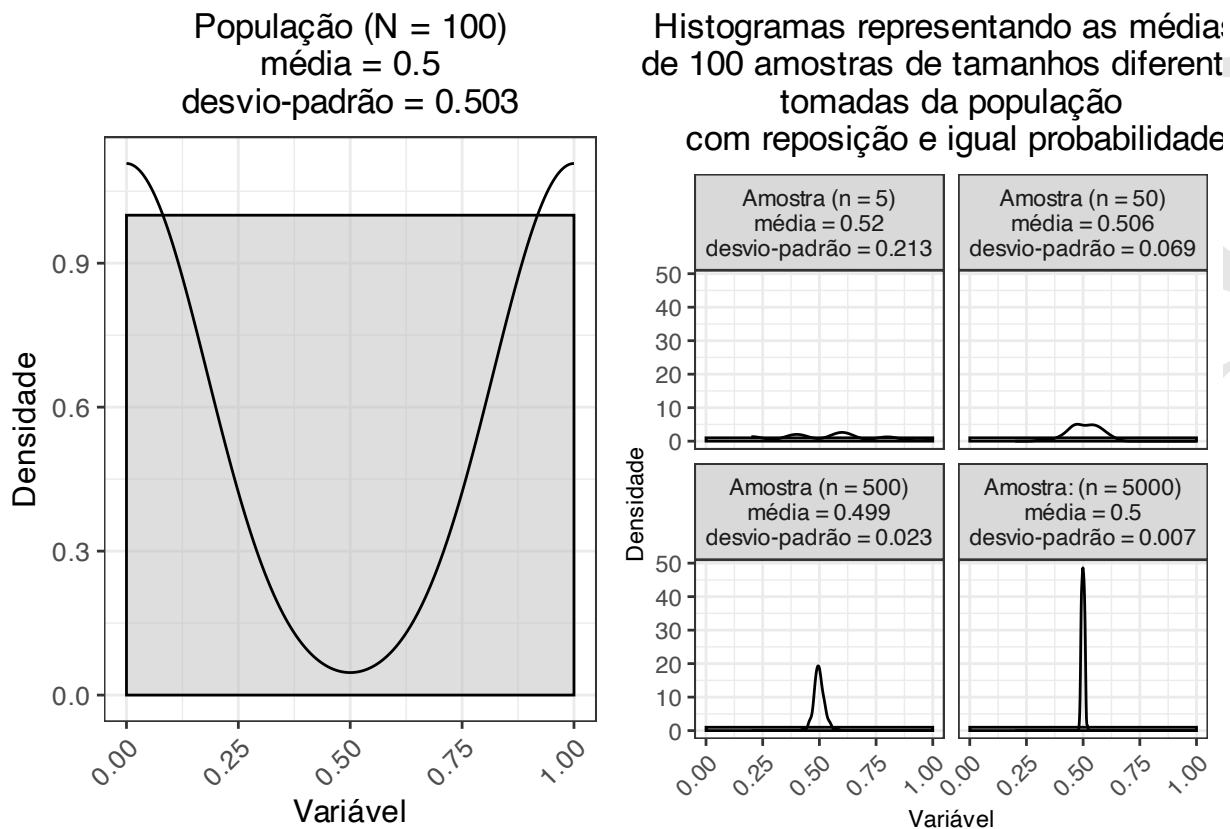 População (N = 100)
média = 0.5
desvio-padrão = 0.503
Densidade
0.9
0.6
0.3
0.0
0.00
0.25
0.50
0.75
1.00
Variável
Histogramas representando as médias
de 100 amostras de tamanhos diferent
tomadas da população
com reposição e igual probabilidade
Amostra (n = 5)
média = 0.52
desvio-padrão = 0.213
Amostra (n = 50)
média = 0.506
desvio-padrão = 0.069
50
40
30
20
10
0
Densidade
Amostra (n = 500)
média = 0.499
desvio-padrão = 0.023
Amostra: (n = 5000)
média = 0.5
desvio-padrão = 0.007
50
40
30
20
10
0
0.00
0.25
0.50
0.75
1.00
0.00
0.25
0.50
0.75
1.00
Variável